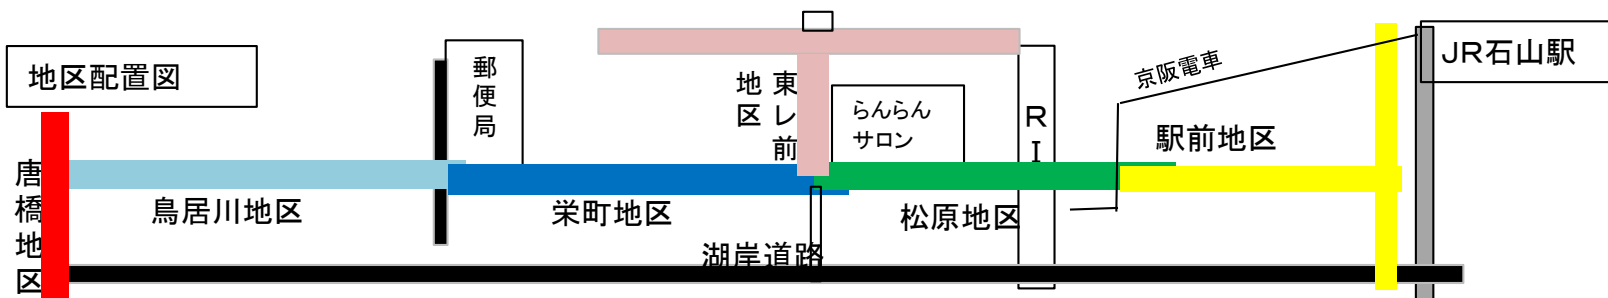 地区配置図
唐橋地区
鳥居川地区
郵便局
栄町地区
東レ前
地区
らんらん
サロン
湖岸道路
松原地区
ＲＩ
京阪電車
駅前地区
ＪＲ石山駅